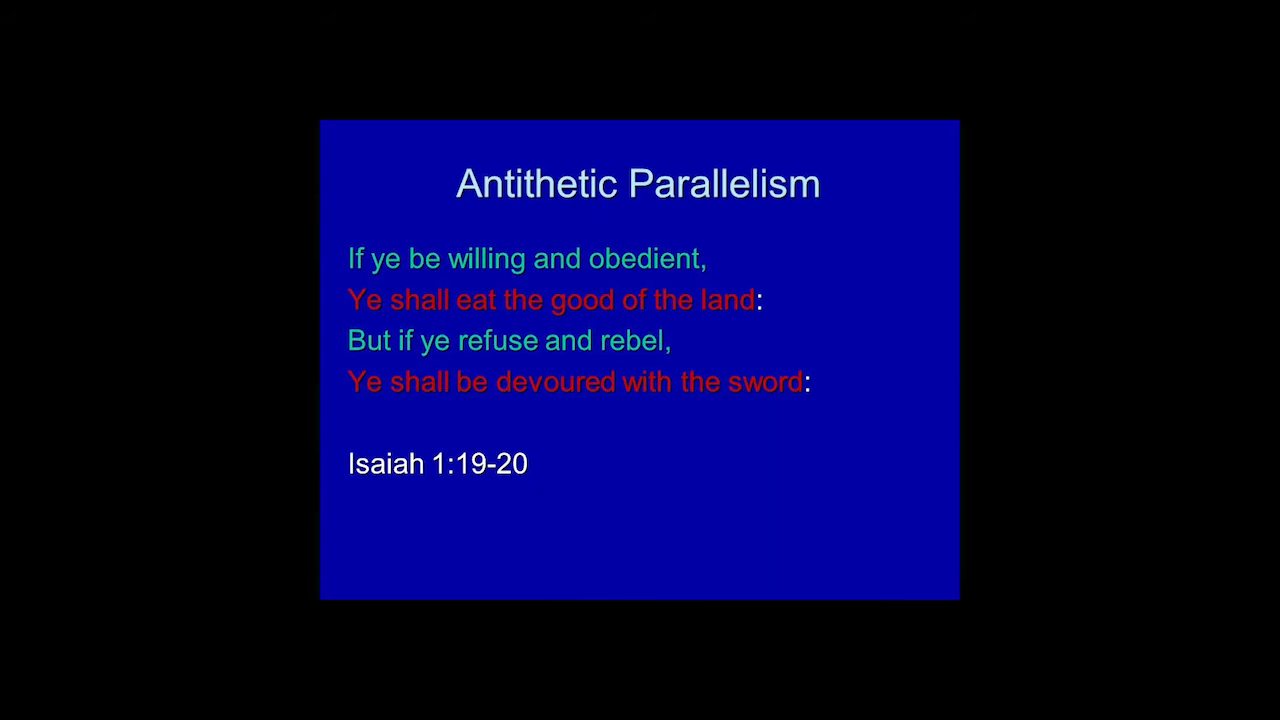 Antithetic Parallelism
If ye be willing and obedient,
Ye shall eat the good of the land:
But if ye refuse and rebel,
Ye shall be devoured with the sword:
Isaiah 1:19-20